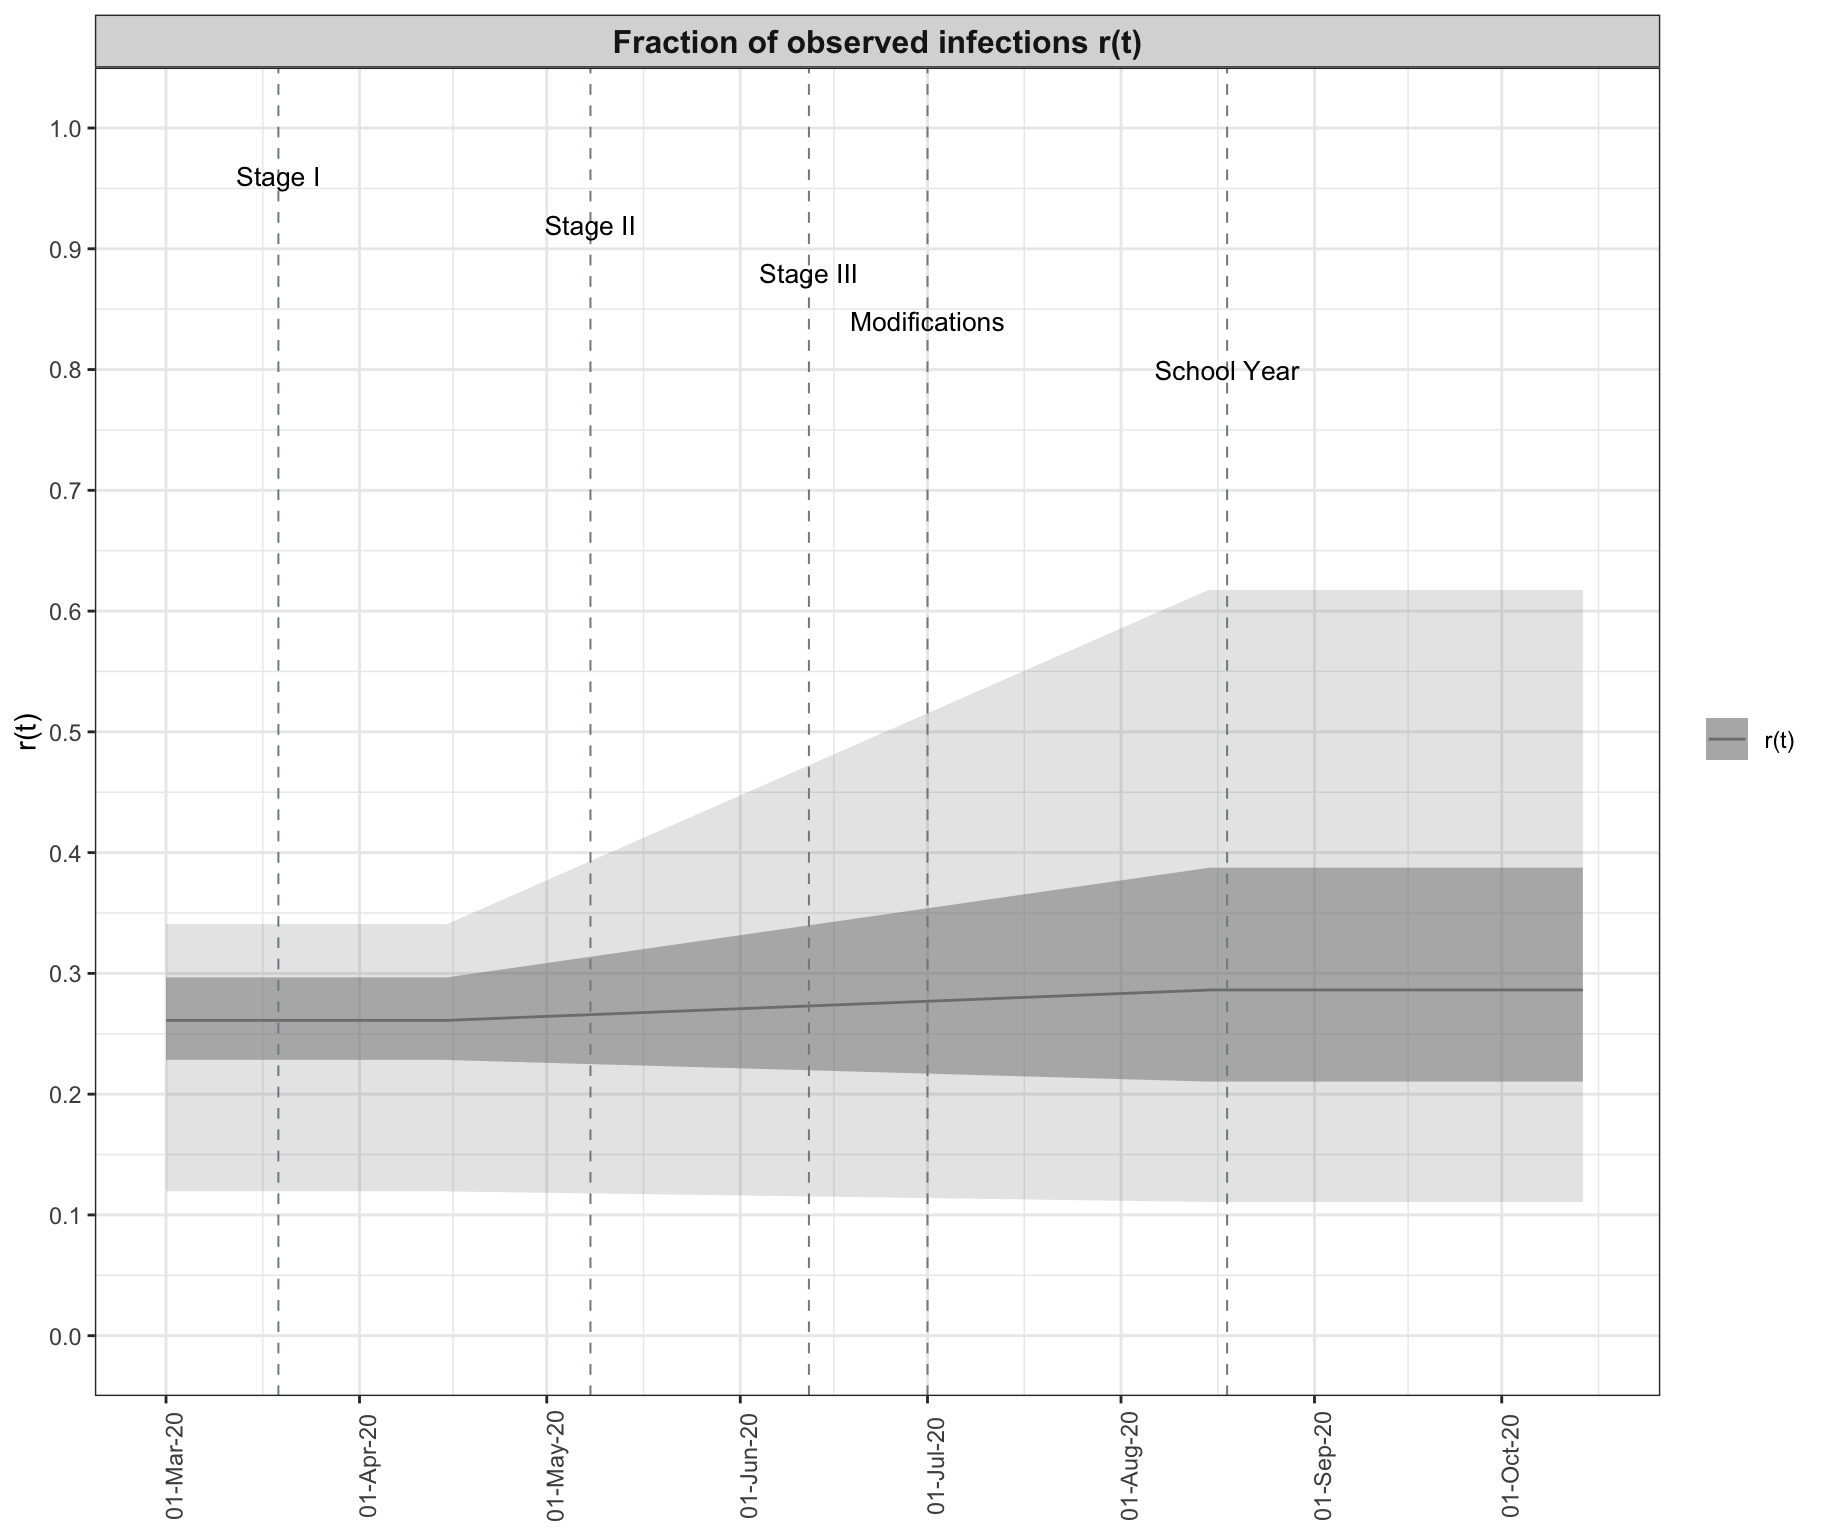 Fraction of observed infections r(t)
1.0
Stage I
Stage II
0.9
Stage III
Modifications
0.8
School Year
0.7
0.6
0.5
r(t)
r(t)
0.4
0.3
0.2
0.1
0.0
01-Mar-20
01-Apr-20
01-May-20
01-Jun-20
01-Jul-20
01-Aug-20
01-Sep-20
01-Oct-20